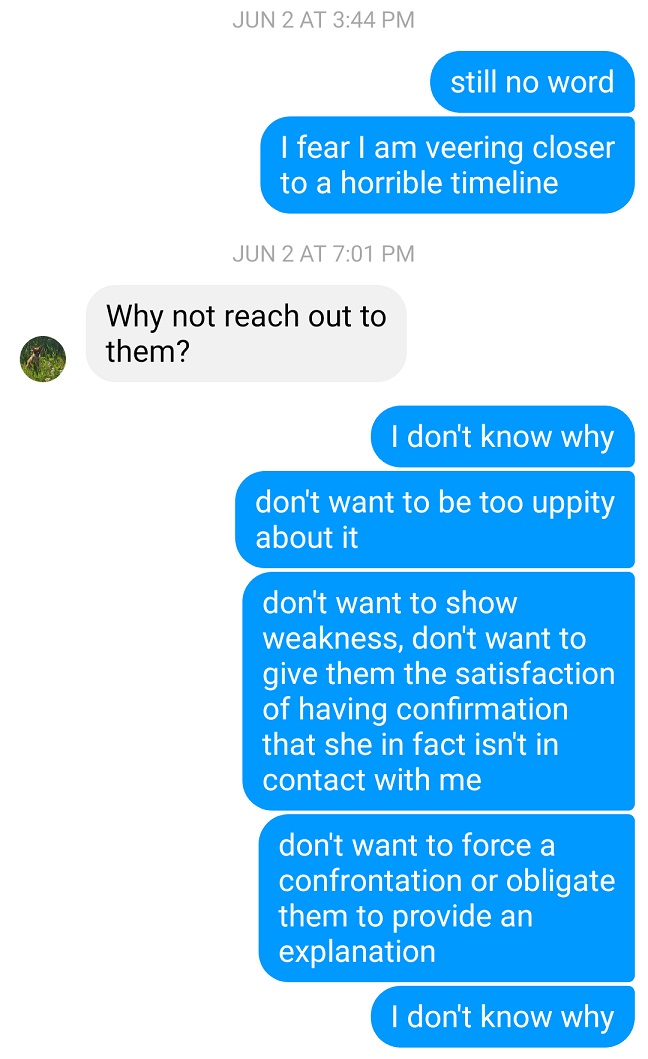 JUN 2 AT 3:44 PM
still no word
I fear I am veering closer
to a horrible timeline
JUN 2 AT 7:01 PM
Why not reach out to
them?
I don't know why
don't want to be too uppity
about it
don't want to show
weakness, don't want to
give them the satisfaction
of having confirmation
that she in fact isn't in
contact with me
don't want to force a
confrontation or obligate
them to provide an
explanation
I don't know why